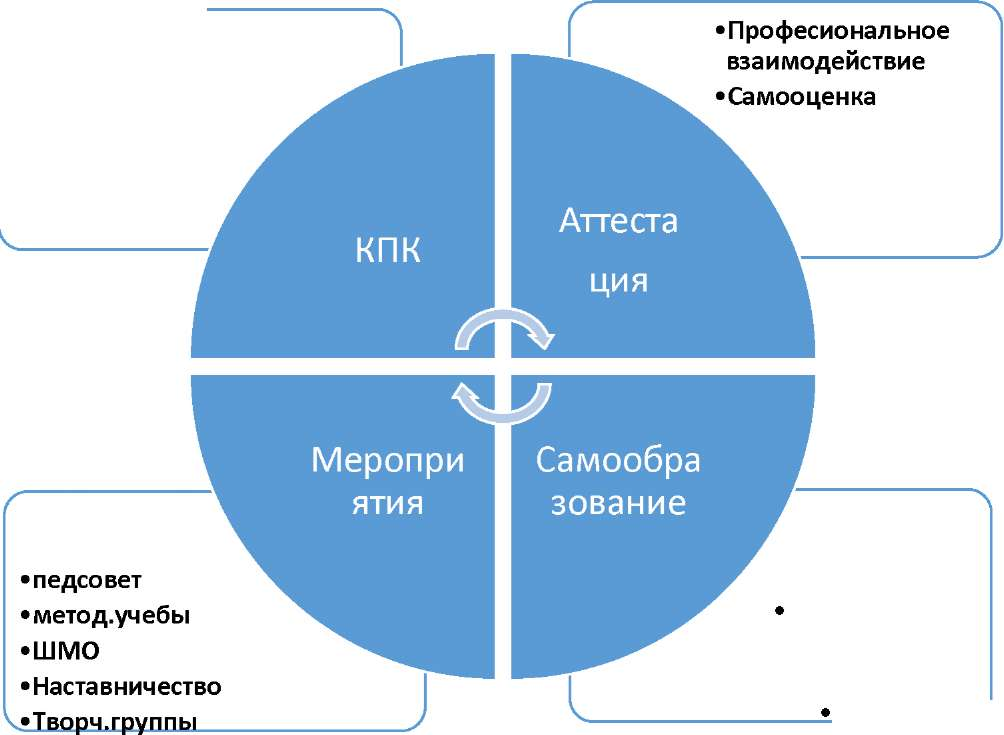 •Професиональное
взаимодействие
•Самооценка
КПК
Аттеста
ция
Меропри
ятия
Самообра
зование
•педсовет
•метод.учебы
•ШМО
•Наставничество
•Творч.группы
•
•